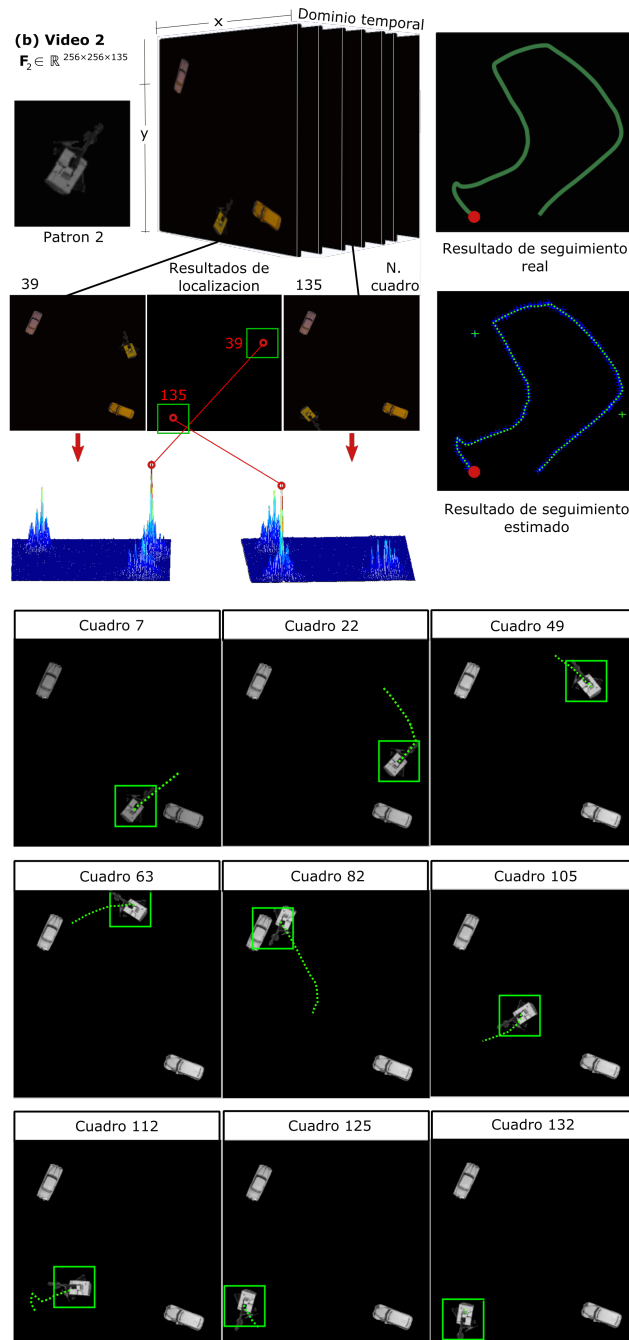 (b) Video 2
F₂ ∈ ℝ 256×256×135
x
Dominio temporal
y
Patron 2
Resultado de seguimiento
real
39
Resultados de
localizacion
135
N.
cuadro
39
135
Resultado de seguimiento
estimado
Cuadro 7
Cuadro 22
Cuadro 49
Cuadro 63
Cuadro 82
Cuadro 105
Cuadro 112
Cuadro 125
Cuadro 132